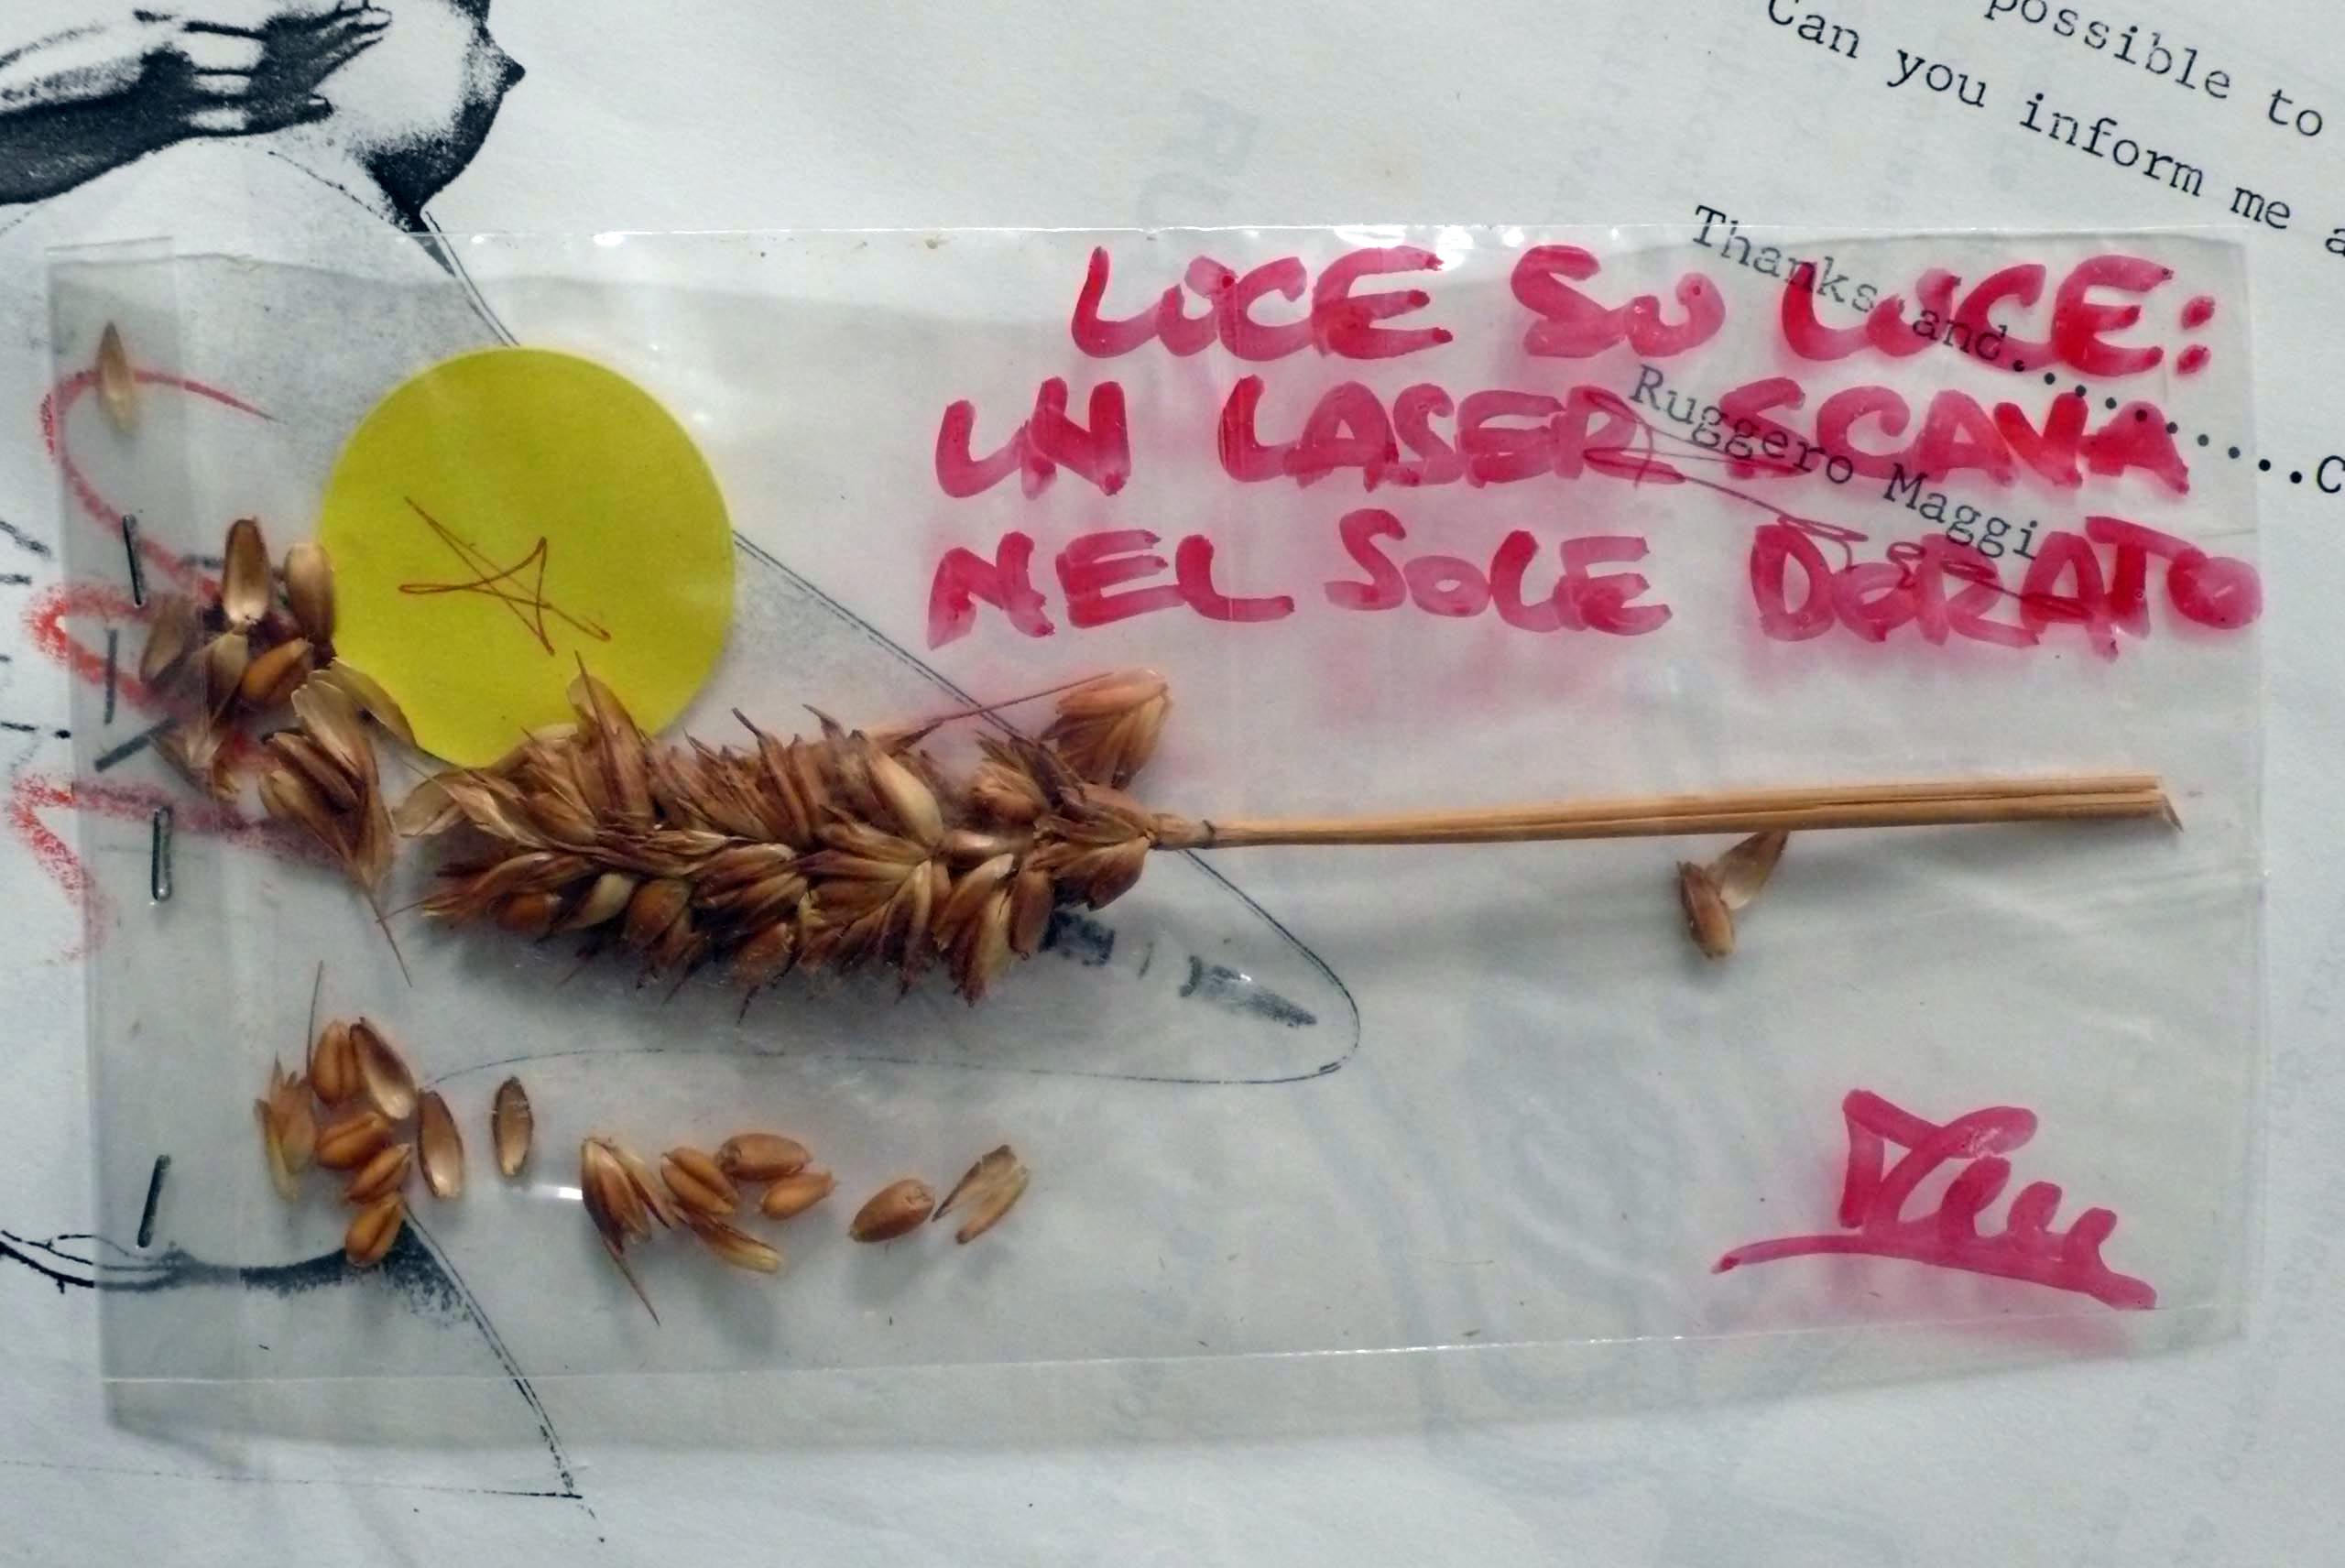 possible to
Can you inform me a
Thanks and..............C
Ruggero Maggi
LUCE SU LUCE:
UN LASER SCAVA
NEL SOLE DORATO